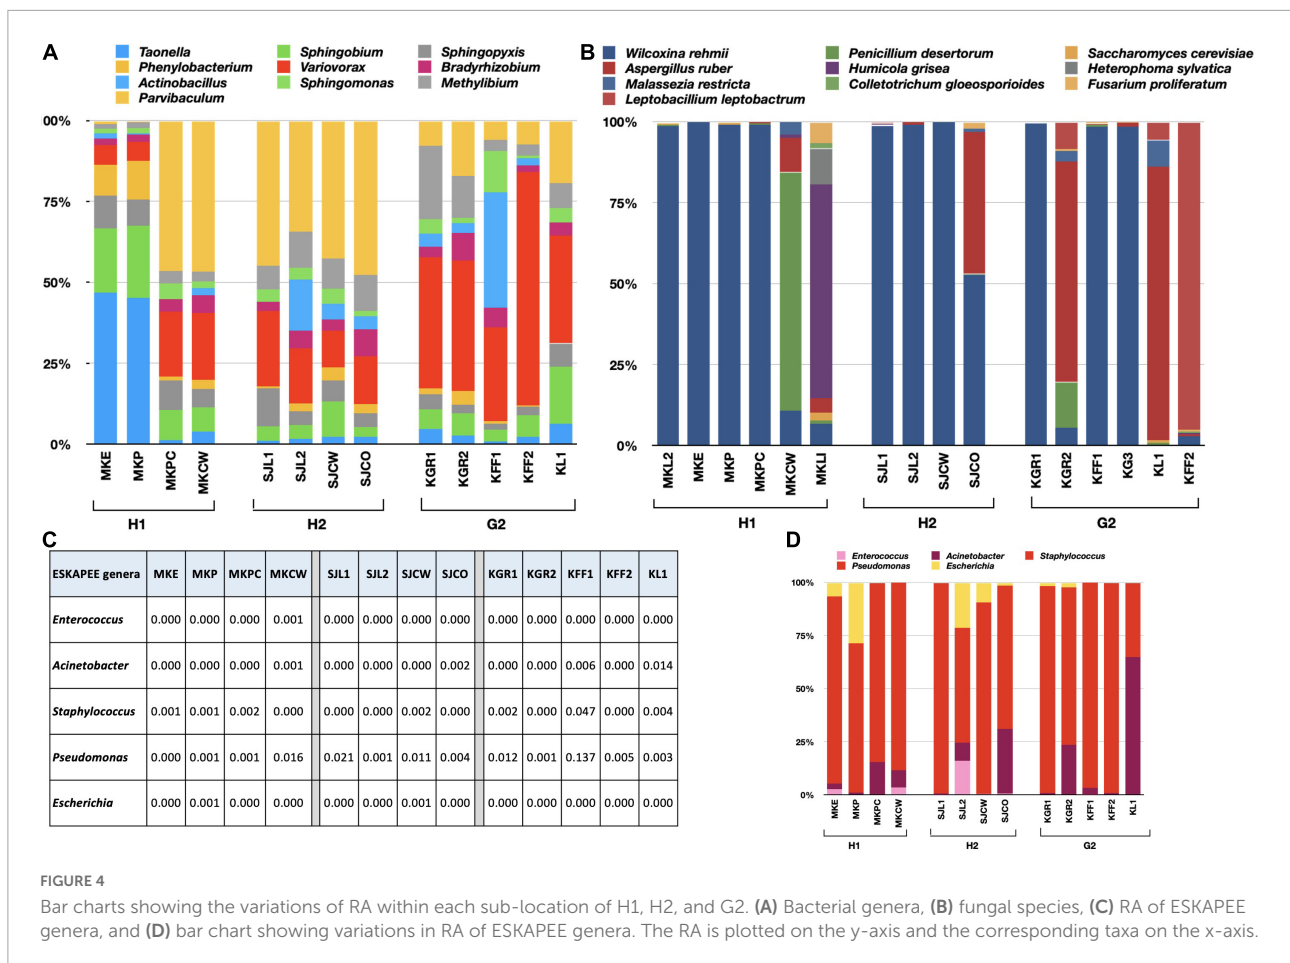 A
Taonella
Phenylobacterium
Actinobacillus
Parvibaculum
Sphingobium
Variovorax
Sphingomonas
Sphingopyxis
Bradyrhizobium
Methylibium
00%
75%
50%
25%
0%
MKE
MKP
MKPC
MKCW
SJL1
SJL2
SJCW
SJCO
KGR1
KGR2
KFF1
KFF2
KL1
H1
H2
G2
B
Wilcoxina rehmii
Aspergillus ruber
Malassezia restricta
Leptobacillium leptobactrum
Penicillium desertorum
Humicola grisea
Colletotrichum gloeosporioides
Saccharomyces cerevisiae
Heterophoma sylvatica
Fusarium proliferatum
100%
75%
50%
25%
0%
MKL2
MKE
MKP
MKPC
MKCW
MKLI
SJL1
SJL2
SJCW
SJCO
KGR1
KGR2
KFF1
KG3
KL1
KFF2
H1
H2
G2
C
ESKAPEE genera MKE MKP MKPC MKCW SJL1 SJL2 SJCW SJCO KGR1 KGR2 KFF1 KFF2 KL1
Enterococcus 0.000 0.000 0.000 0.001 0.000 0.000 0.000 0.000 0.000 0.000 0.000 0.000 0.000
Acinetobacter 0.000 0.000 0.000 0.001 0.000 0.000 0.000 0.002 0.000 0.000 0.006 0.000 0.014
Staphylococcus 0.001 0.001 0.002 0.000 0.000 0.000 0.002 0.000 0.002 0.000 0.047 0.000 0.004
Pseudomonas 0.000 0.001 0.001 0.016 0.021 0.001 0.011 0.004 0.012 0.001 0.137 0.005 0.003
Escherichia 0.000 0.001 0.000 0.000 0.000 0.000 0.001 0.000 0.000 0.000 0.000 0.000 0.000
D
Enterococcus
Pseudomonas
Acinetobacter
Escherichia
Staphylococcus
100%
75%
50%
25%
0%
MKE
MKP
MKPC
MKCW
SJL1
SJL2
SJCW
SJCO
KGR1
KGR2
KFF1
KFF2
KL1
H1
H2
G2
FIGURE 4
Bar charts showing the variations of RA within each sub-location of H1, H2, and G2. (A) Bacterial genera, (B) fungal species, (C) RA of ESKAPEE
genera, and (D) bar chart showing variations in RA of ESKAPEE genera. The RA is plotted on the y-axis and the corresponding taxa on the x-axis.